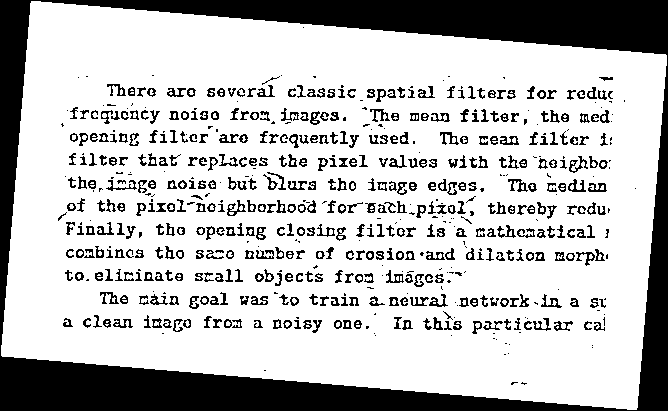 There are several classic spatial filters for reduc
frequency noise from images. The mean filter, the med
opening filter are frequently used. The mean filter i
filter that replaces the pixel values with the neighbo
the image noise but blurs the image edges. The median
of the pixel neighborhood for each pixel, thereby redu
Finally, the opening closing filter is a mathematical
combines the same number of erosion and dilation morph
to eliminate small objects from images.
The main goal was to train a neural network in a su
a clean image from a noisy one. In this particular ca